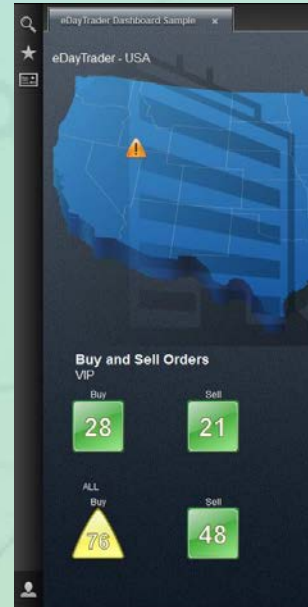 eDayTrader Dashboard Sample x
eDayTrader - USA
Buy and Sell Orders
VIP
Buy Sell
28 21
ALL
Buy Sell
76 48